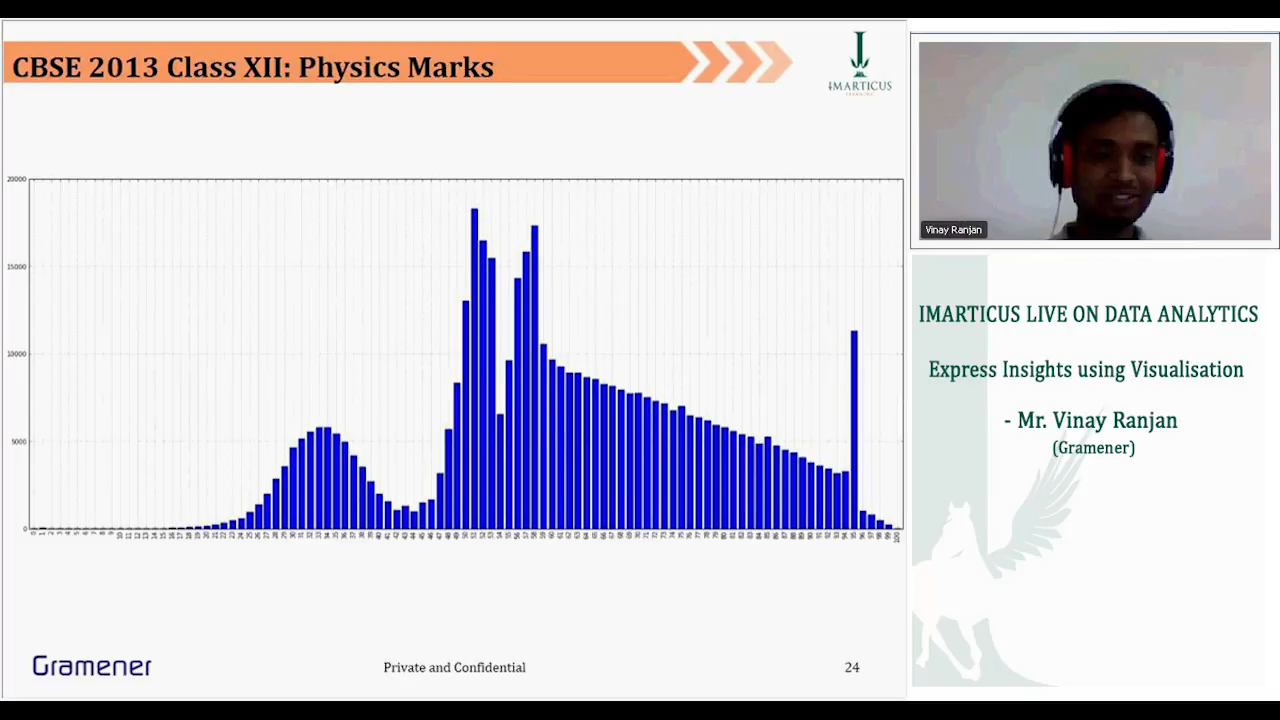 CBSE 2013 Class XII: Physics Marks
IMARTICUS
LEARNING
20000
15000
10000
5000
0
Vinay Ranjan
IMARTICUS LIVE ON DATA ANALYTICS
Express Insights using Visualisation
- Mr. Vinay Ranjan
(Gramener)
Gramener
Private and Confidential
24